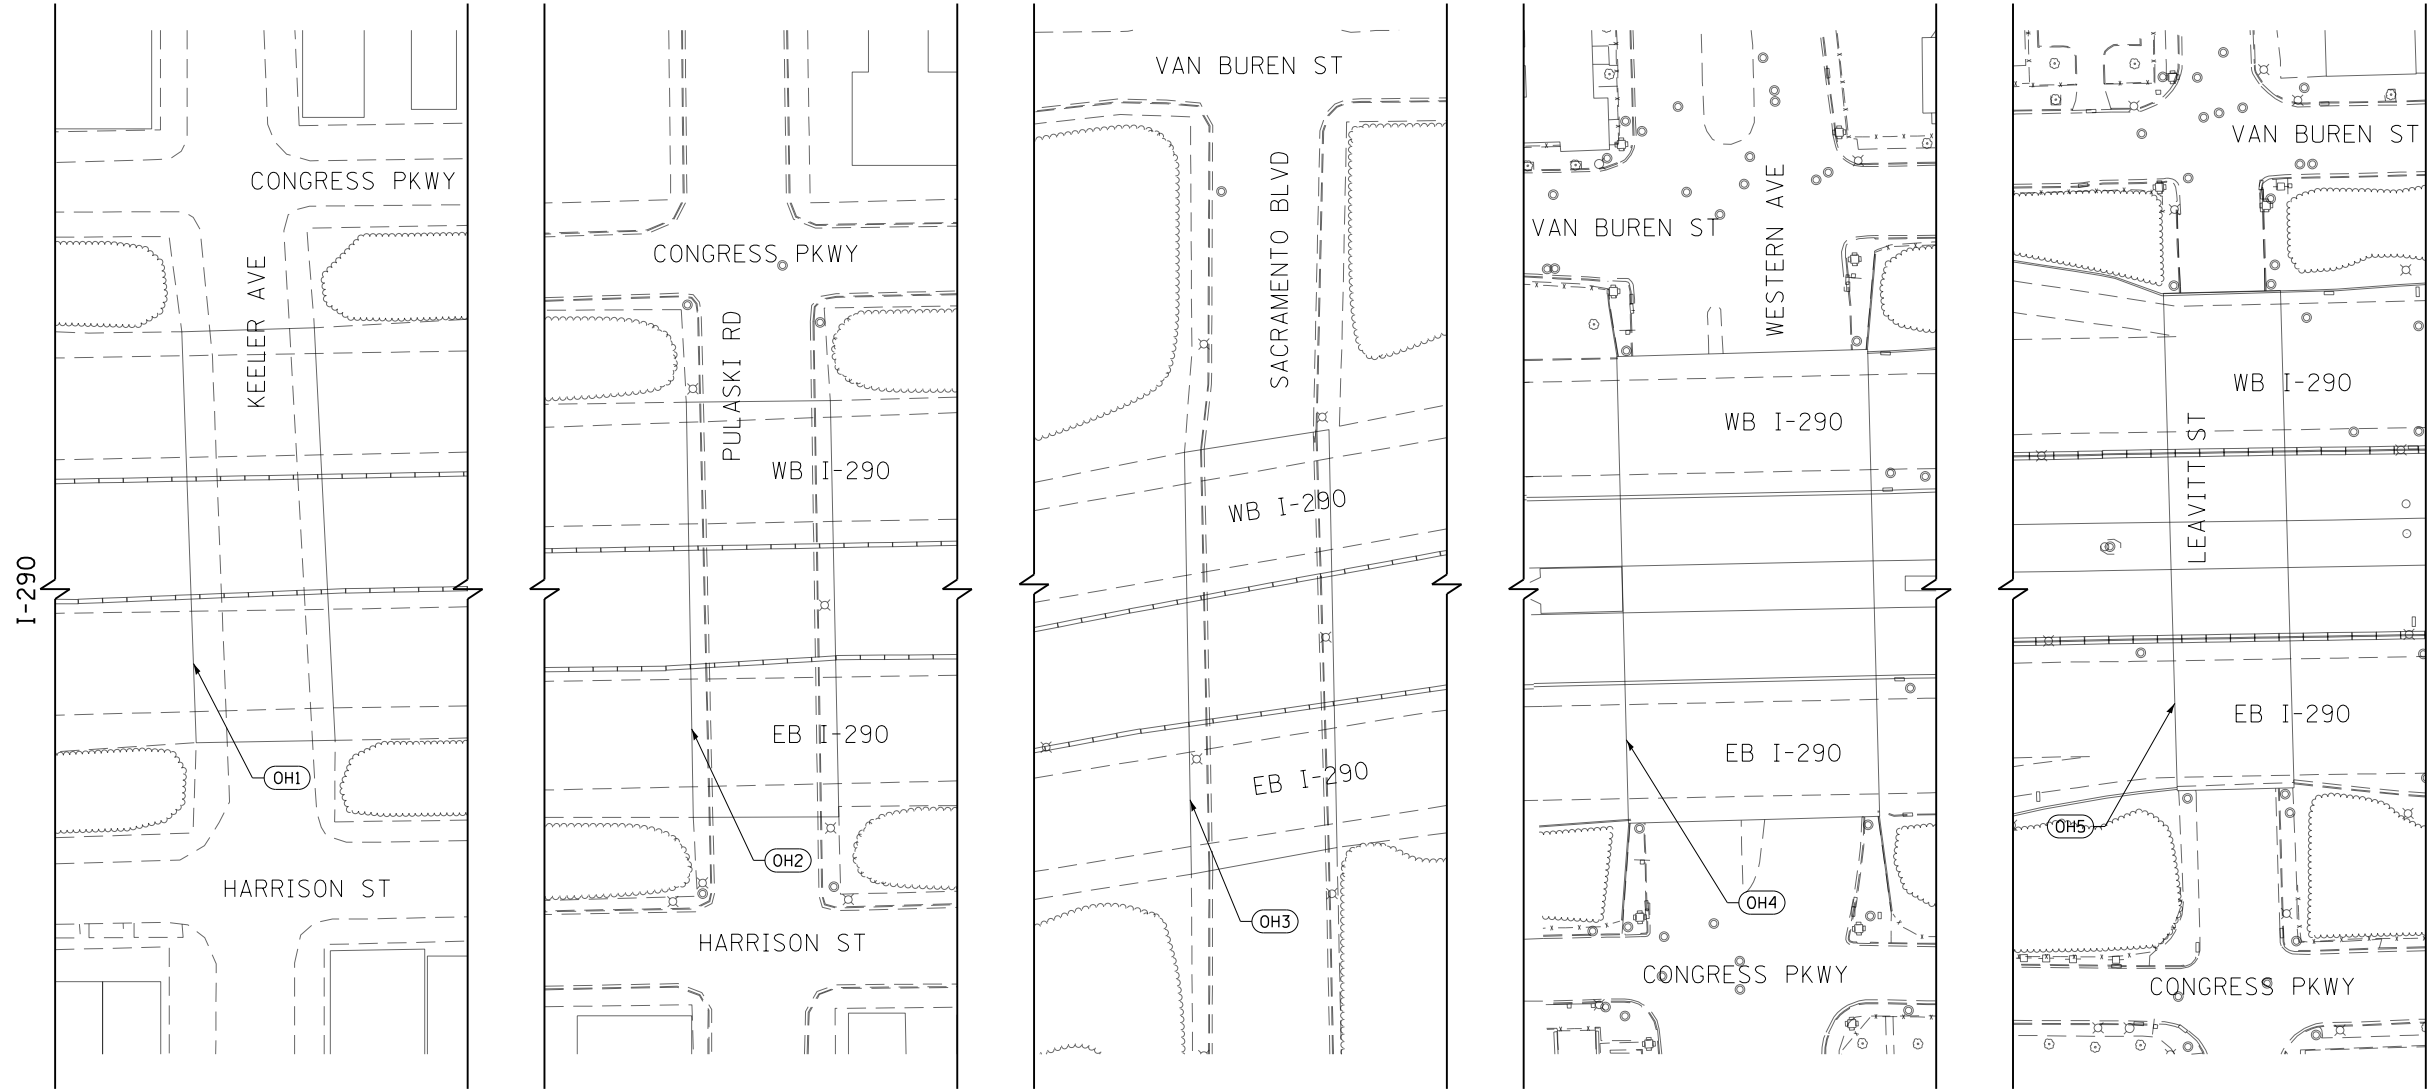 I-290
CONGRESS PKWY
KEELER AVE
OH1
HARRISON ST
CONGRESS PKWY
PULASKI RD
WB I-290
EB I-290
OH2
HARRISON ST
VAN BUREN ST
SACRAMENTO BLVD
WB I-290
EB I-290
OH3
WESTERN AVE
VAN BUREN ST
WB I-290
EB I-290
OH4
CONGRESS PKWY
VAN BUREN ST
WB I-290
LEAVITT ST
EB I-290
OH5
CONGRESS PKWY